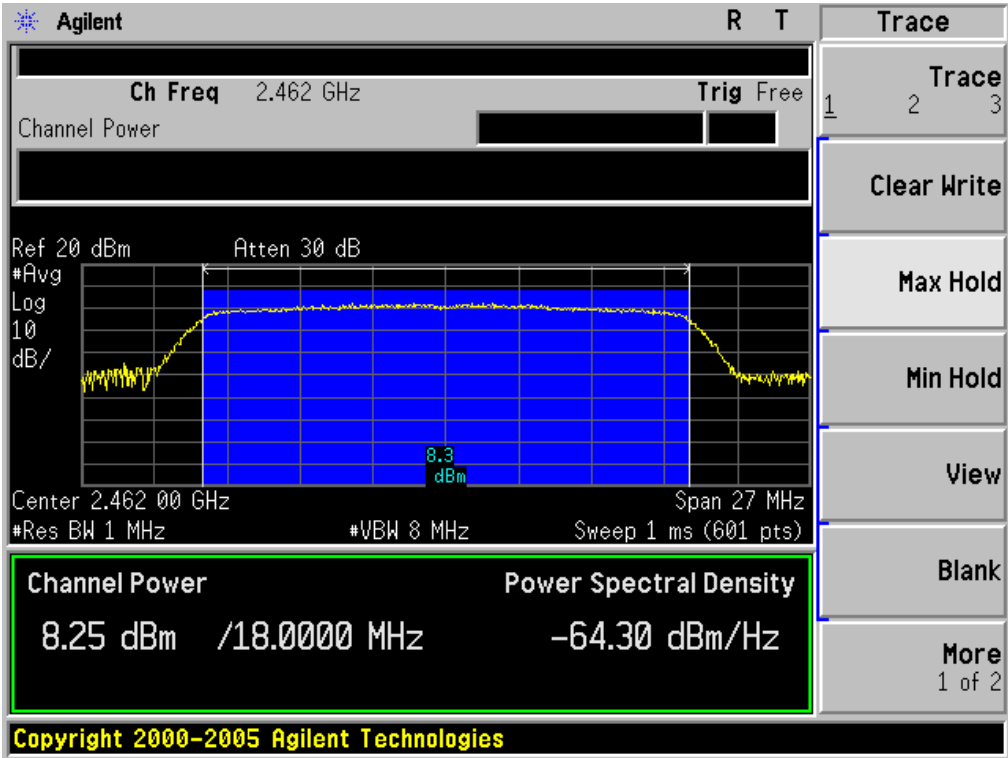 Agilent R T Trace
Ch Freq 2.462 GHz Trig Free
Trace
1 2 3
Channel Power
Clear Write
Ref 20 dBm Atten 30 dB
#Avg
Log
10
dB/
Max Hold
Min Hold
8.3
dBm
View
Center 2.462 00 GHz Span 27 MHz
#Res BW 1 MHz #VBW 8 MHz Sweep 1 ms (601 pts)
Blank
Channel Power Power Spectral Density
8.25 dBm /18.0000 MHz -64.30 dBm/Hz
More
1 of 2
Copyright 2000-2005 Agilent Technologies